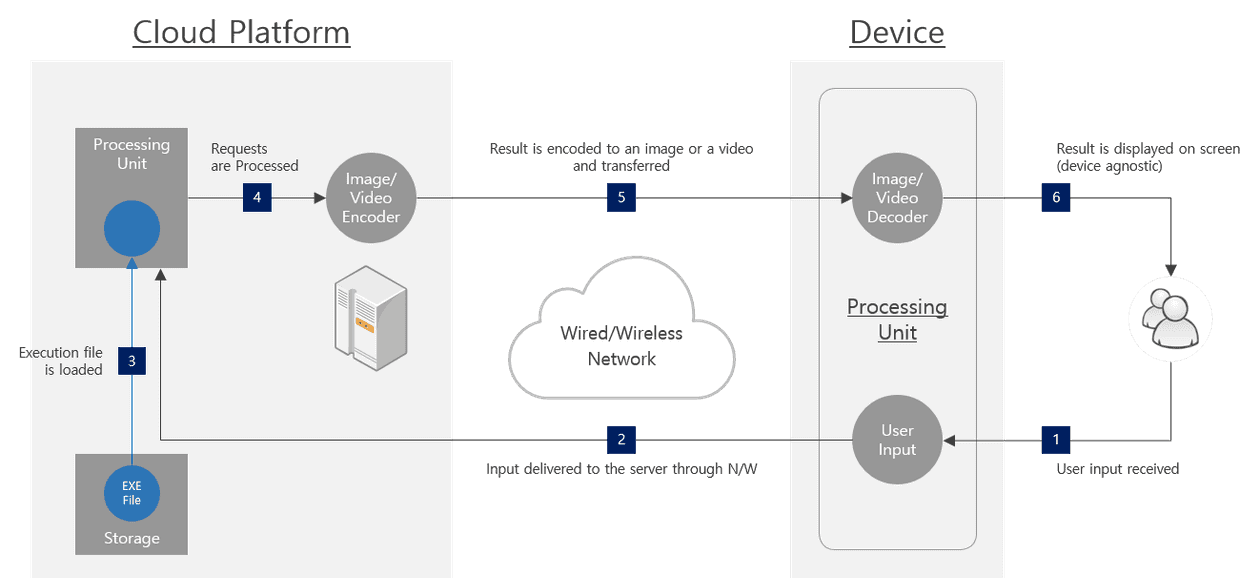 Cloud Platform
Device
Processing
Unit
Requests
are Processed
4
Image/
Video
Encoder
Result is encoded to an image or a video
and transferred
5
Image/
Video
Decoder
Result is displayed on screen
(device agnostic)
6
Wired/Wireless
Network
Processing
Unit
Execution file
is loaded
3
User
Input
2
Input delivered to the server through N/W
1
User input received
EXE
File
Storage